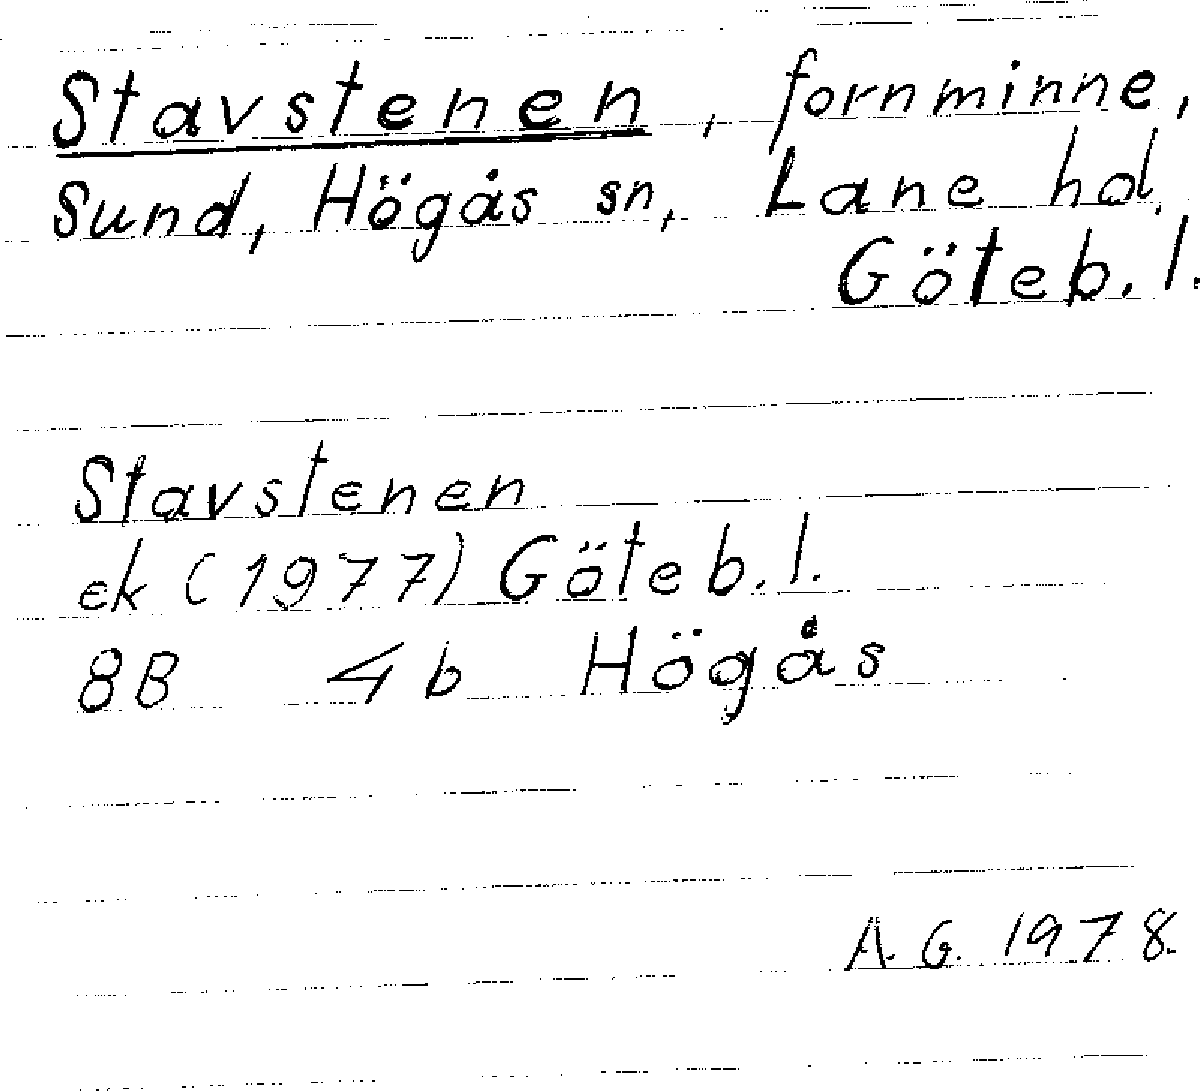 Stavstenen, fornminne,
Sund, Högås sn, Lane hd.
Göteb. l.
Stavstenen
ek (1977) Göteb. l.
8B 4b Högås
A. G. 1978.